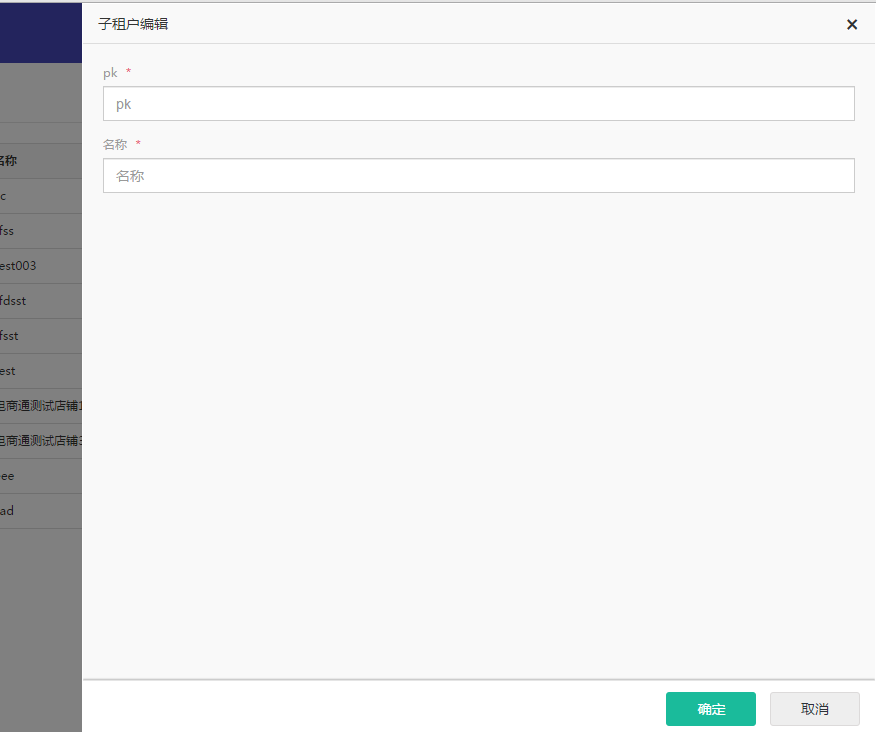 子租户编辑
pk *
pk
名称 *
名称
名称
c
fss
est003
fdsst
fsst
est
电商通测试店铺1
电商通测试店铺3
ee
ad
确定
取消